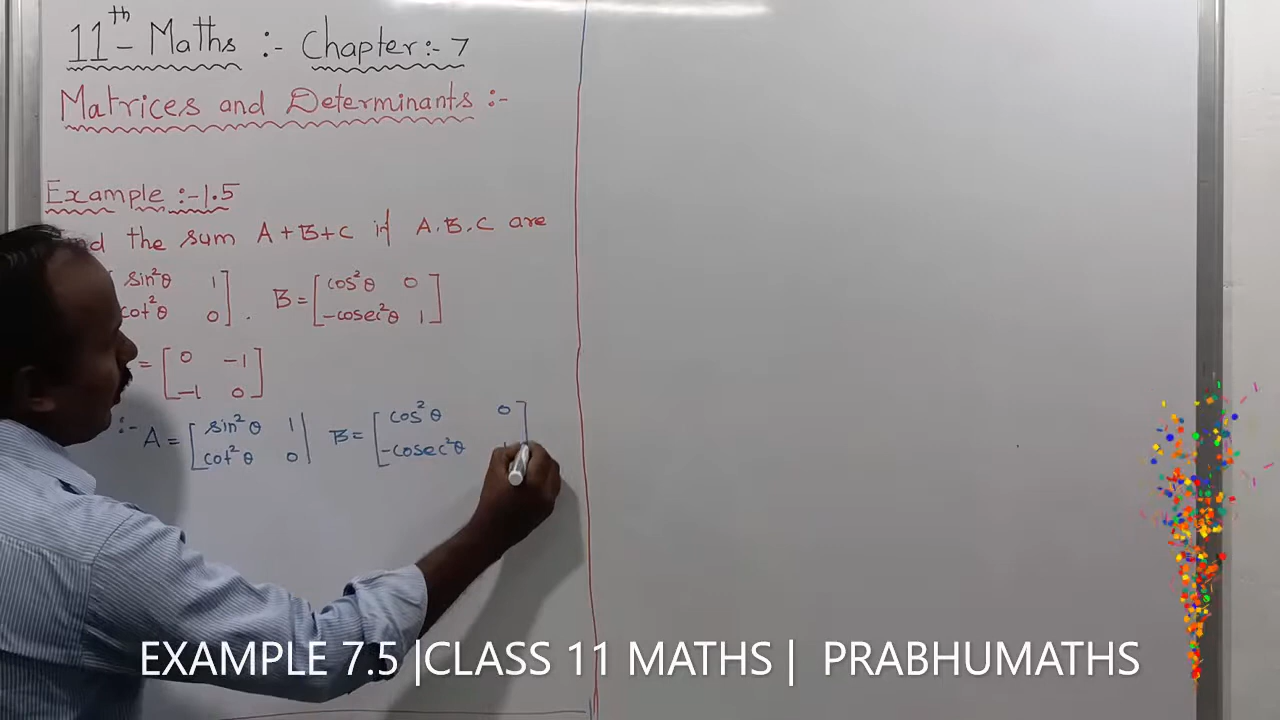 11th - Maths :- Chapter:- 7
Matrices and Determinants :-
Example :-1.5
the sum A+B+C if A.B.C are
sin²θ 1 cos²θ 0
cot²θ 0 . B= -cosec²θ 1
= 0 -1
-1 0
:- A= sin²θ 1 B= cos²θ 0
cot²θ 0 -cosec²θ
EXAMPLE 7.5 |CLASS 11 MATHS | PRABHUMATHS